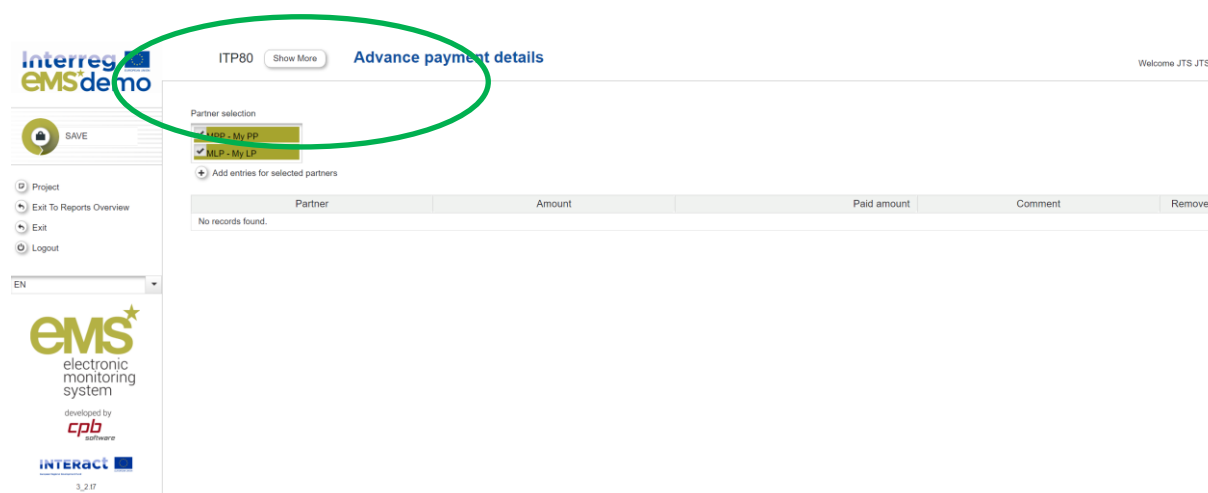 Interreg
eMS demo
ITP80 Show More Advance payment details
Welcome JTS JTS
SAVE
Partner selection
MPP - My PP
MLP - My LP
Add entries for selected partners
Partner Amount Paid amount Comment Remove
No records found.
Project
Exit To Reports Overview
Exit
Logout
EN
eMS
electronic
monitoring
system
developed by
cpb
software
INTERact
3_2.t7